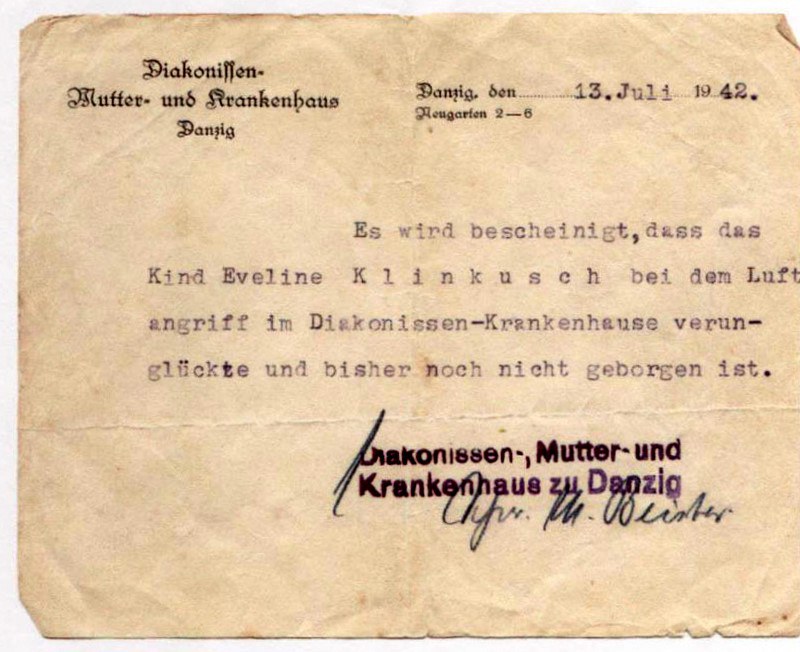 Diakonissen-
Mutter- und Krankenhaus
Danzig
Danzig, den 13.Juli 1942.
Neugarten 2—6
Es wird bescheinigt, dass das
Kind Eveline K l i n k u s c h bei dem Luft
angriff im Diakonissen-Krankenhause verun-
glückte und bisher noch nicht geborgen ist.
Diakonissen-, Mutter- und
Krankenhaus zu Danzig
M.